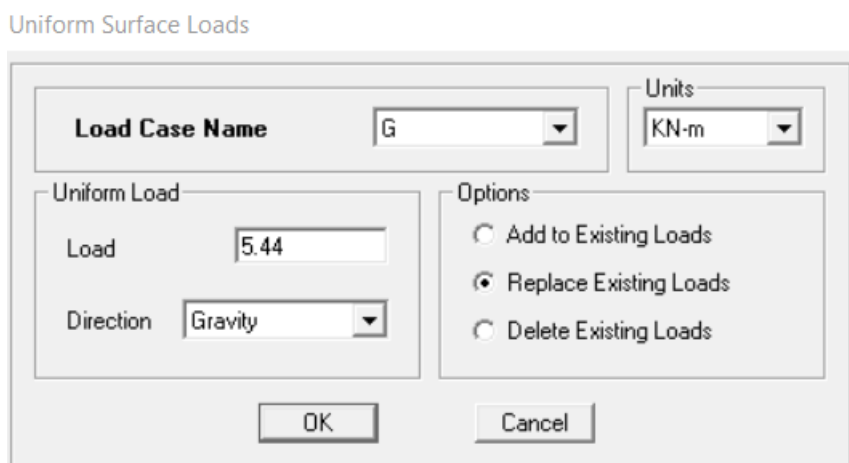 Uniform Surface Loads
Units
Load Case Name G KN-m
Uniform Load
Load 5.44
Direction Gravity
Options
Add to Existing Loads
Replace Existing Loads
Delete Existing Loads
OK Cancel